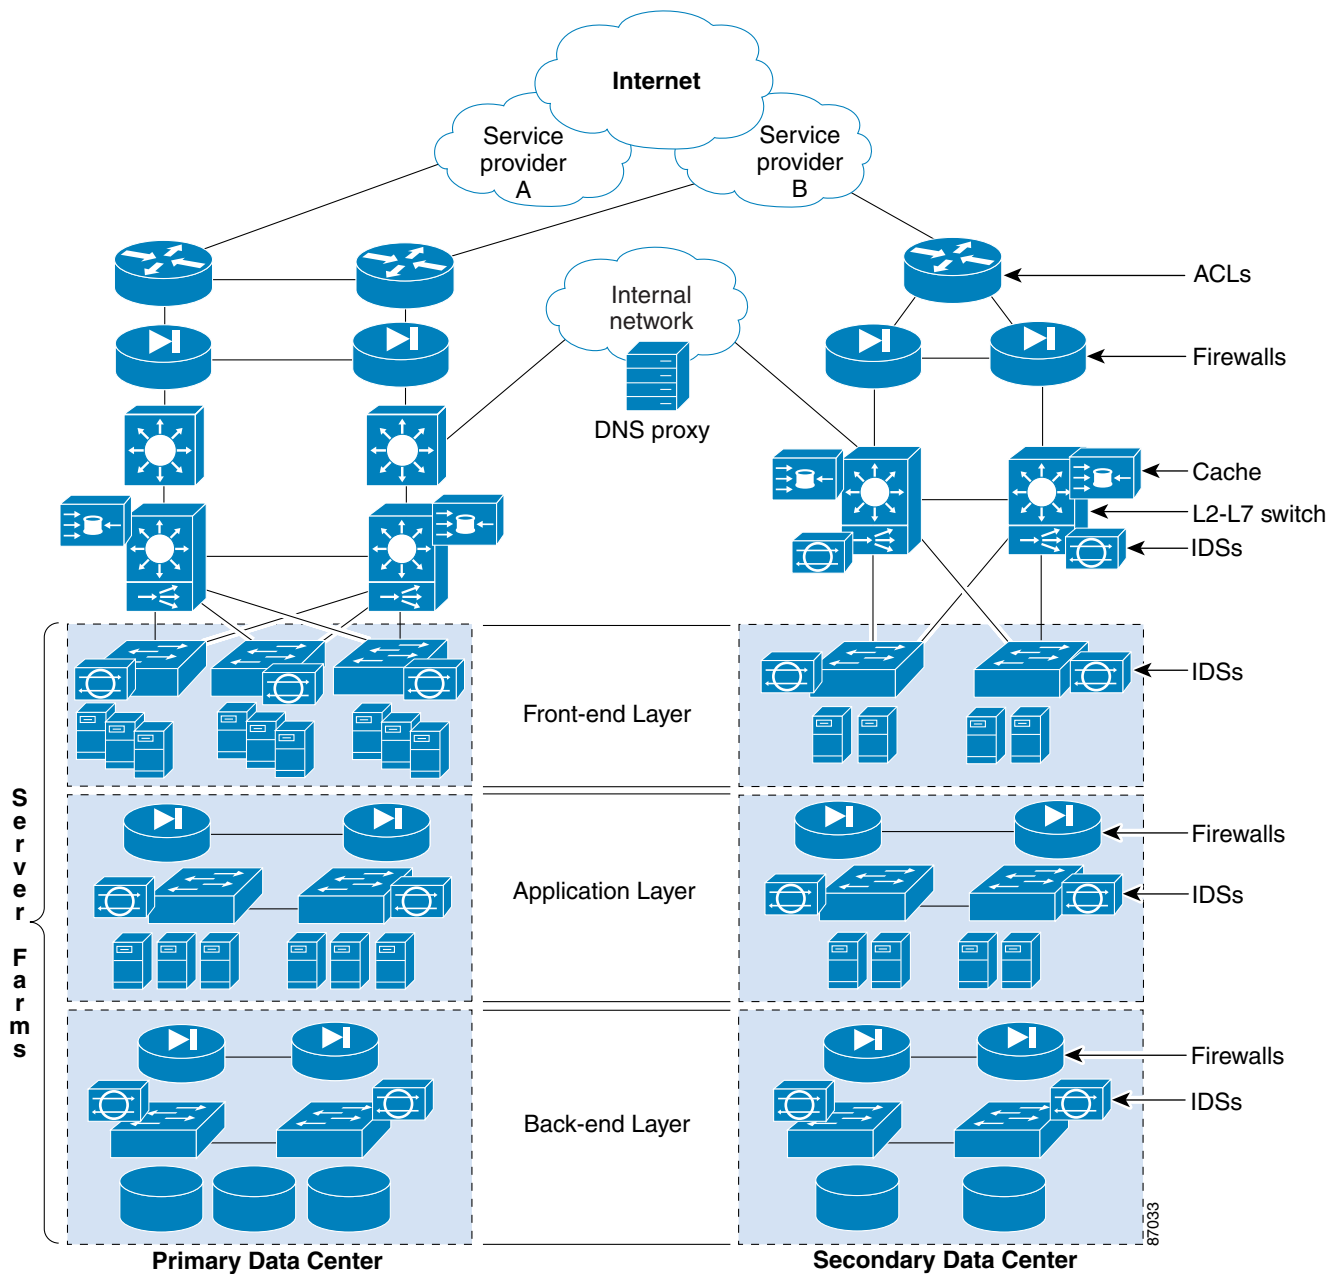 Internet
Service
provider
A
Service
provider
B
Internal
network
DNS proxy
ACLs
Firewalls
Cache
L2-L7 switch
IDSs
IDSs
Front-end Layer
Firewalls
Application Layer
IDSs
Server Farms
Firewalls
IDSs
Back-end Layer
87033
Primary Data Center
Secondary Data Center